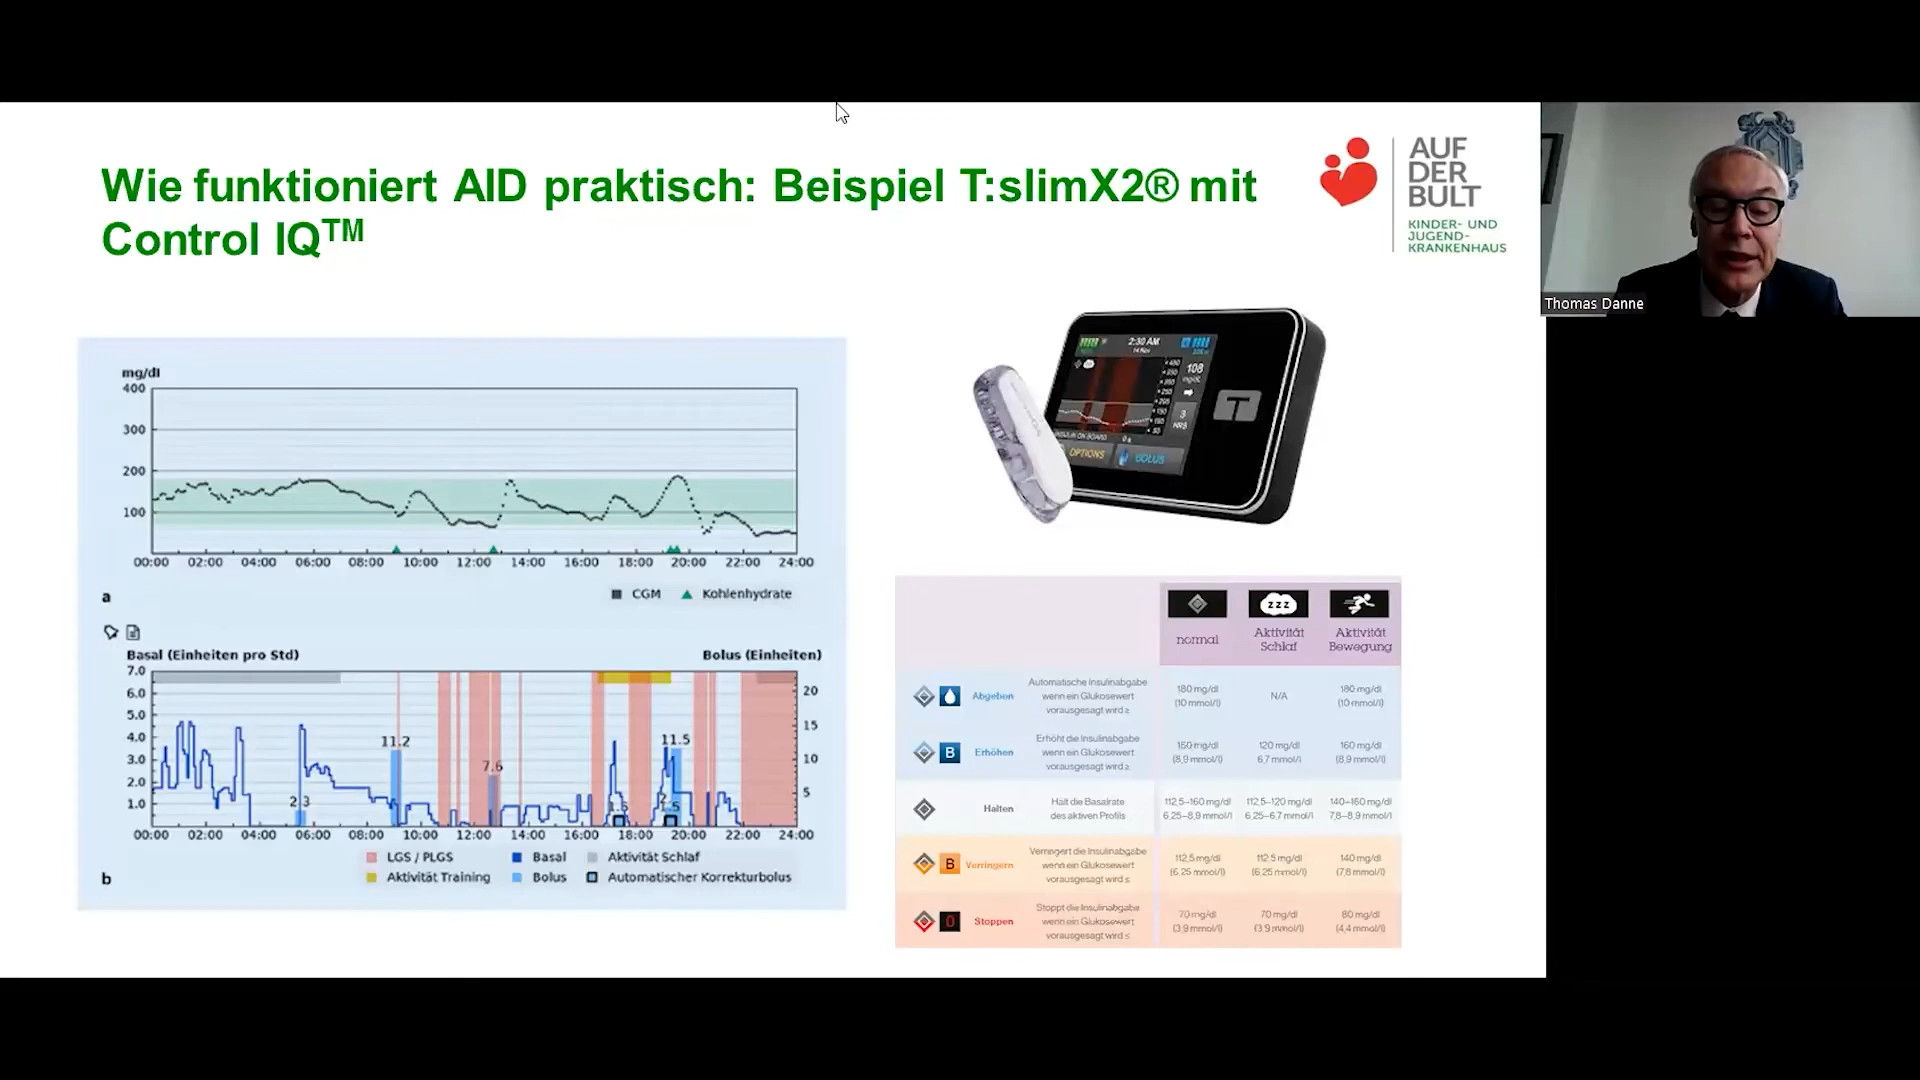 Wie funktioniert AID praktisch: Beispiel T:slimX2® mit
Control IQ™
AUF
DER
BULT
KINDER- UND
JUGEND-
KRANKENHAUS
Thomas Danne
mg/dl
400
300
200
100
00:00 02:00 04:00 06:00 08:00 10:00 12:00 14:00 16:00 18:00 20:00 22:00 24:00
a
CGM Kohlenhydrate
Basal (Einheiten pro Std) Bolus (Einheiten)
7.0
6.0
5.0
4.0
3.0
2.0
1.0
20
15
10
5
11.2
7.6
11.5
00:00 02:00 04:00 06:00 08:00 10:00 12:00 14:00 16:00 18:00 20:00 22:00 24:00
LGS / PLGS Basal Aktivität Schlaf
b
Aktivität Training Bolus Automatischer Korrekturbolus
2:30 AM
108
mg/dL
3
HRS
OPTIONS
BOLUS
T
zzz
normal
Aktivität
Schlaf
Aktivität
Bewegung
Abgeben
Automatische Insulinabgabe
wenn ein Glukosewert
vorausgesagt wird ≥
180 mg/dl
(10 mmol/l)
N/A
180 mg/dl
(10 mmol/l)
B Erhöhen
Erhöht die Insulinabgabe
wenn ein Glukosewert
vorausgesagt wird ≥
160 mg/dl
(8,9 mmol/l)
120 mg/dl
6,7 mmol/l
160 mg/dl
(8,9 mmol/l)
Halten
Hält die Basalrate
des aktiven Profils
112,5–160 mg/dl
6,25–8,9 mmol/l
112,5–120 mg/dl
6,25–6,7 mmol/l
140–160 mg/dl
7,8–8,9 mmol/l
B Verringern
Verringert die Insulinabgabe
wenn ein Glukosewert
vorausgesagt wird ≤
112,5 mg/dl
(6,25 mmol/l)
112,5 mg/dl
(6,25 mmol/l)
140 mg/dl
(7,8 mmol/l)
0 Stoppen
Stoppt die Insulinabgabe
wenn ein Glukosewert
vorausgesagt wird ≤
70 mg/dl
(3,9 mmol/l)
70 mg/dl
(3,9 mmol/l)
80 mg/dl
(4,4 mmol/l)